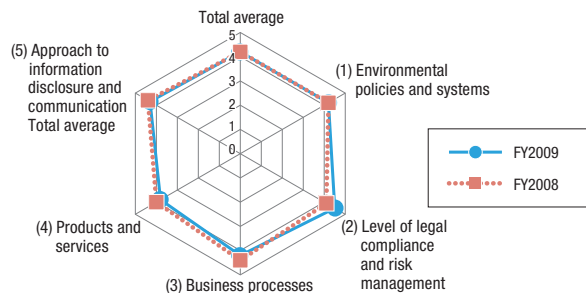 Total average
5
4
3
2
1
0
(1) Environmental
policies and systems
(2) Level of legal
compliance
and risk
management
(3) Business processes
(4) Products and
services
(5) Approach to
information
disclosure and
communication
Total average
FY2009
FY2008